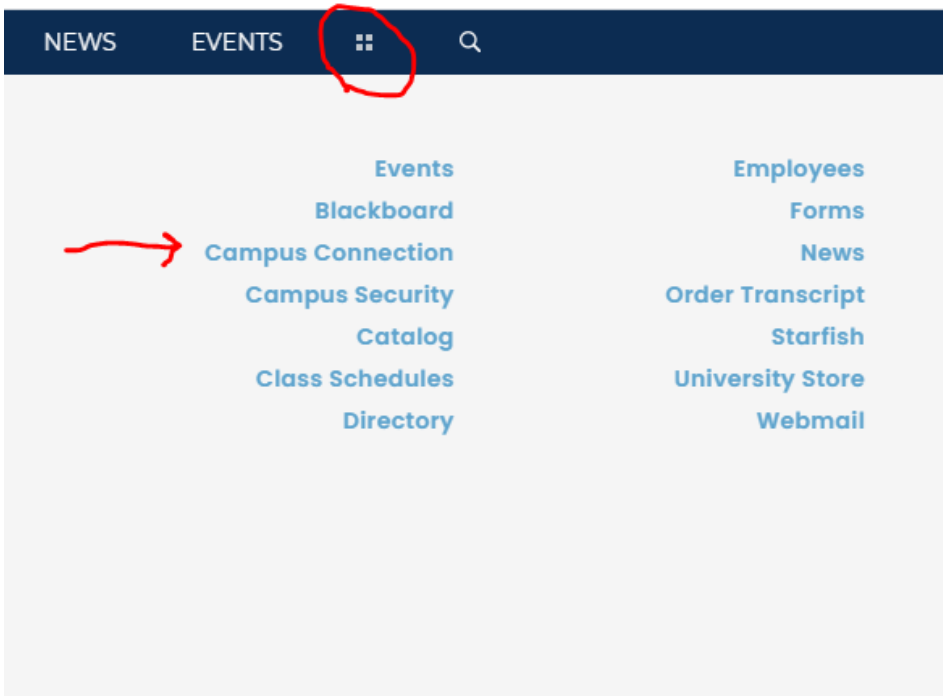 NEWS EVENTS
Events
Blackboard
Campus Connection
Campus Security
Catalog
Class Schedules
Directory
Employees
Forms
News
Order Transcript
Starfish
University Store
Webmail